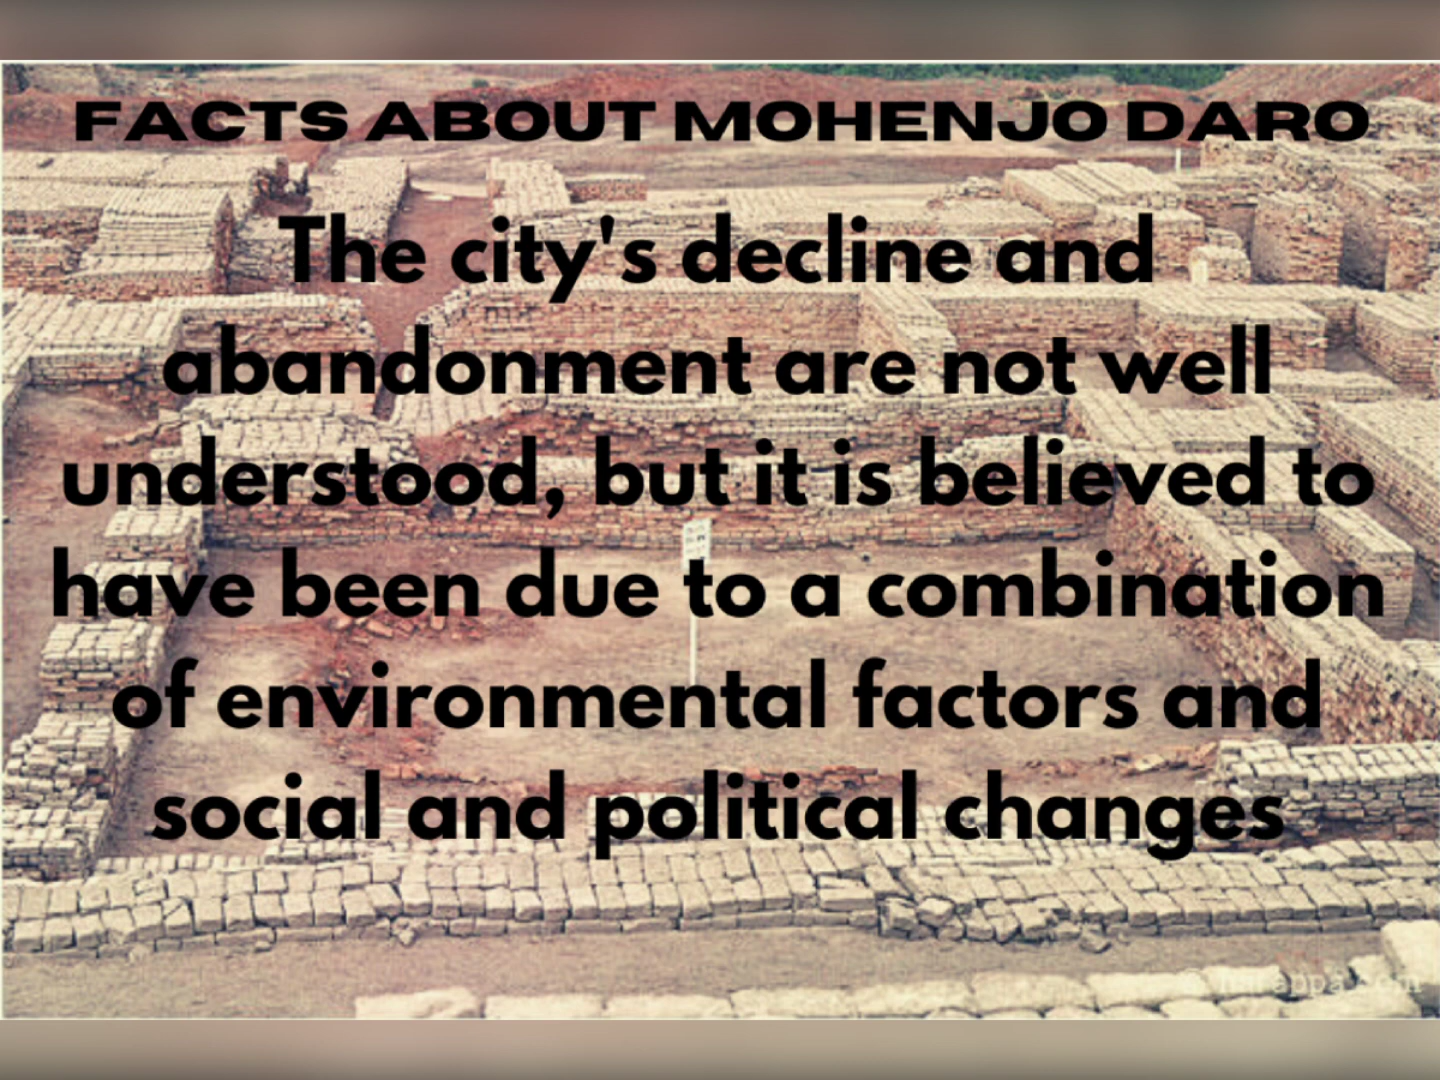 FACTS ABOUT MOHENJO DARO
The city's decline and
abandonment are not well
understood, but it is believed to
have been due to a combination
of environmental factors and
social and political changes